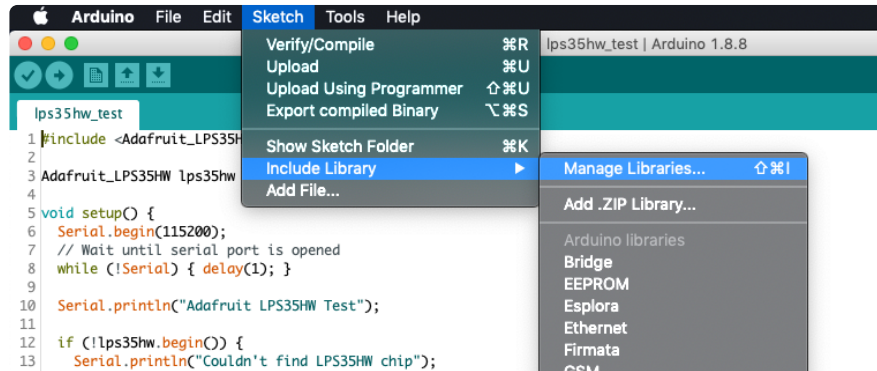 Arduino File Edit Sketch Tools Help
lps35hw_test | Arduino 1.8.8
Verify/Compile ⌘R
Upload ⌘U
Upload Using Programmer ⇧⌘U
Export compiled Binary ⌥⌘S
Show Sketch Folder ⌘K
Include Library ▶
Add File...
Manage Libraries... ⇧⌘I
Add .ZIP Library...
Arduino libraries
Bridge
EEPROM
Esplora
Ethernet
Firmata
GSM
lps35hw_test
1 #include <Adafruit_LPS35H
2
3 Adafruit_LPS35HW lps35hw
4
5 void setup() {
6 Serial.begin(115200);
7 // Wait until serial port is opened
8 while (!Serial) { delay(1); }
9
10 Serial.println("Adafruit LPS35HW Test");
11
12 if (!lps35hw.begin()) {
13 Serial.println("Couldn't find LPS35HW chip");